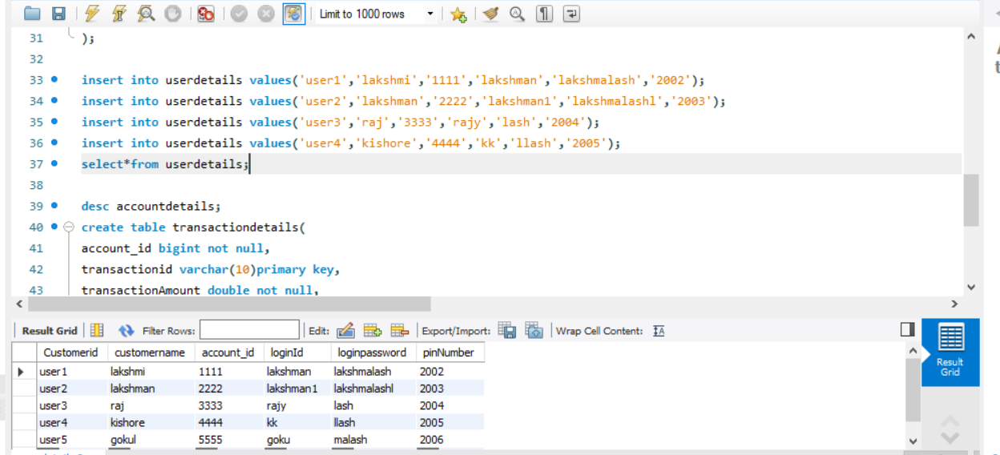 Limit to 1000 rows
31 );
32
33 insert into userdetails values('user1','lakshmi','1111','lakshman','lakshmalash','2002');
34 insert into userdetails values('user2','lakshman','2222','lakshman1','lakshmalashl','2003');
35 insert into userdetails values('user3','raj','3333','rajy','lash','2004');
36 insert into userdetails values('user4','kishore','4444','kk','llash','2005');
37 select*from userdetails;
38
39 desc accountdetails;
40 create table transactiondetails(
41 account_id bigint not null,
42 transactionid varchar(10)primary key,
43 transactionAmount double not null,
Result Grid Filter Rows: Edit: Export/Import: Wrap Cell Content: IA
Customerid customername account_id loginId loginpassword pinNumber
user1 lakshmi 1111 lakshman lakshmalash 2002
user2 lakshman 2222 lakshman1 lakshmalashl 2003
user3 raj 3333 rajy lash 2004
user4 kishore 4444 kk llash 2005
user5 gokul 5555 goku malash 2006
Result
Grid